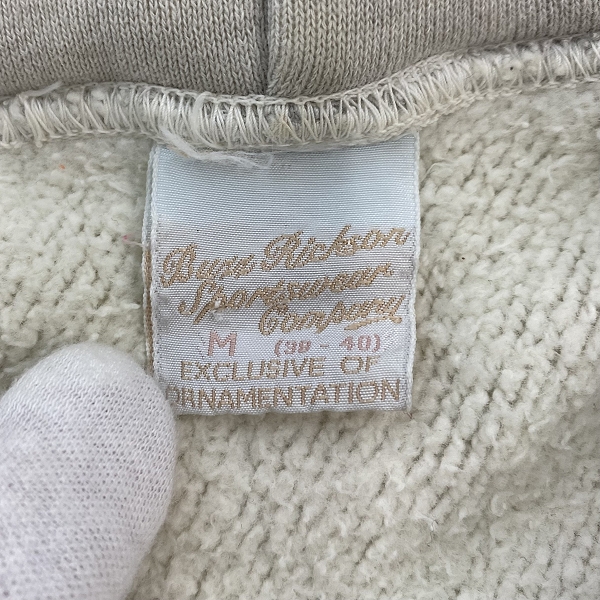 Buzz Rickson
Sportswear
Company
M (38 - 40)
EXCLUSIVE OF
ORNAMENTATION